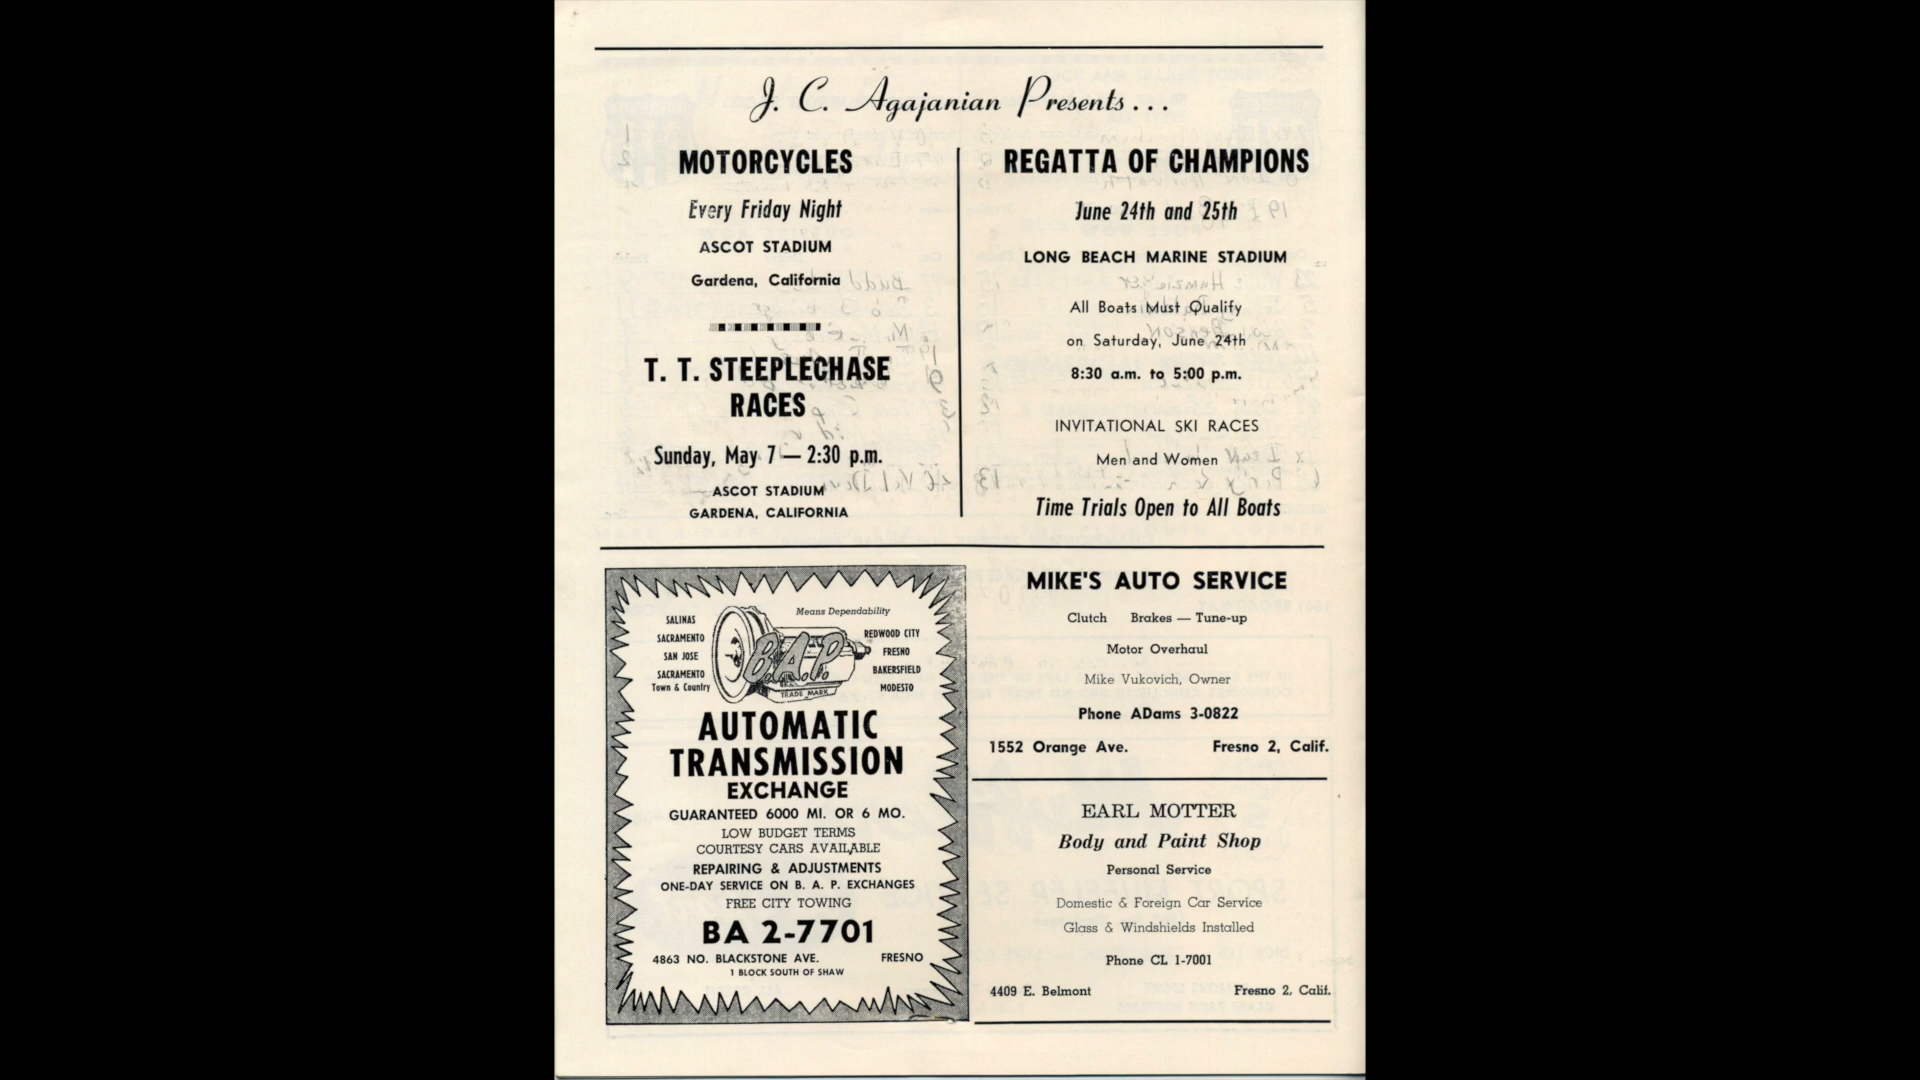 J. C. Agajanian Presents...
MOTORCYCLES
Every Friday Night
ASCOT STADIUM
Gardena, California
T. T. STEEPLECHASE
RACES
Sunday, May 7 — 2:30 p.m.
ASCOT STADIUM
GARDENA, CALIFORNIA
REGATTA OF CHAMPIONS
June 24th and 25th
LONG BEACH MARINE STADIUM
All Boats Must Qualify
on Saturday, June 24th
8:30 a.m. to 5:00 p.m.
INVITATIONAL SKI RACES
Men and Women
Time Trials Open to All Boats
Means Dependability
SALINAS
SACRAMENTO
SAN JOSE
SACRAMENTO
Town & Country
B.A.P.
TRADE MARK
REDWOOD CITY
FRESNO
BAKERSFIELD
MODESTO
AUTOMATIC
TRANSMISSION
EXCHANGE
GUARANTEED 6000 MI. OR 6 MO.
LOW BUDGET TERMS
COURTESY CARS AVAILABLE
REPAIRING & ADJUSTMENTS
ONE-DAY SERVICE ON B. A. P. EXCHANGES
FREE CITY TOWING
BA 2-7701
4863 NO. BLACKSTONE AVE. FRESNO
1 BLOCK SOUTH OF SHAW
MIKE'S AUTO SERVICE
Clutch Brakes — Tune-up
Motor Overhaul
Mike Vukovich, Owner
Phone ADams 3-0822
1552 Orange Ave. Fresno 2, Calif.
EARL MOTTER
Body and Paint Shop
Personal Service
Domestic & Foreign Car Service
Glass & Windshields Installed
Phone CL 1-7001
4409 E. Belmont Fresno 2, Calif.